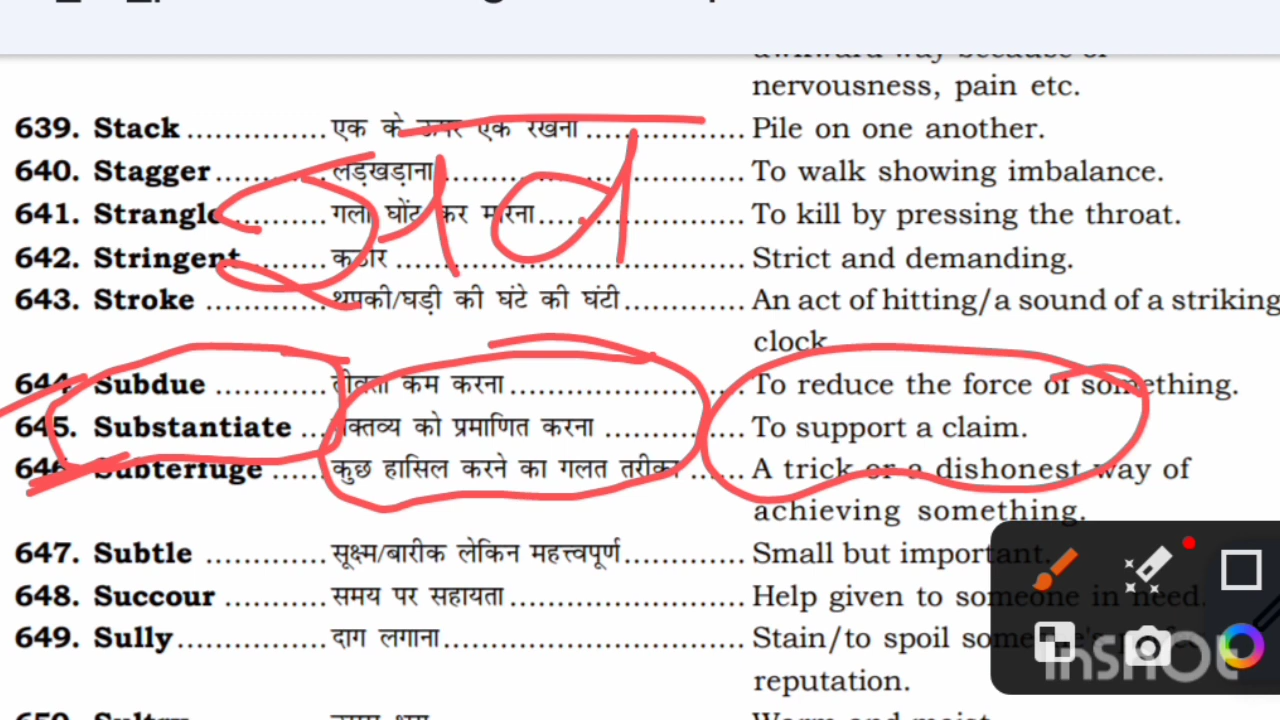 nervousness, pain etc.
639. Stack .............. एक के ऊपर एक रखना ................ Pile on one another.
640. Stagger ........... लड़खड़ाना ............................... To walk showing imbalance.
641. Strangle .......... गला घोंट कर मारना ..................... To kill by pressing the throat.
642. Stringent ........ कठोर ................................... Strict and demanding.
643. Stroke ............ थपकी/घड़ी की घंटे की घंटी ............ An act of hitting/a sound of a striking
clock
644. Subdue ........... तीव्रता कम करना ........................ To reduce the force of something.
645. Substantiate ... वक्तव्य को प्रमाणित करना .............. To support a claim.
646. Subterfuge ...... कुछ हासिल करने का गलत तरीका ...... A trick or a dishonest way of
achieving something.
647. Subtle ............ सूक्ष्म/बारीक लेकिन महत्त्वपूर्ण ............ Small but important.
648. Succour .......... समय पर सहायता ....................... Help given to someone in need.
649. Sully .............. दाग लगाना .............................. Stain/to spoil someone's
reputation.
InSHOt